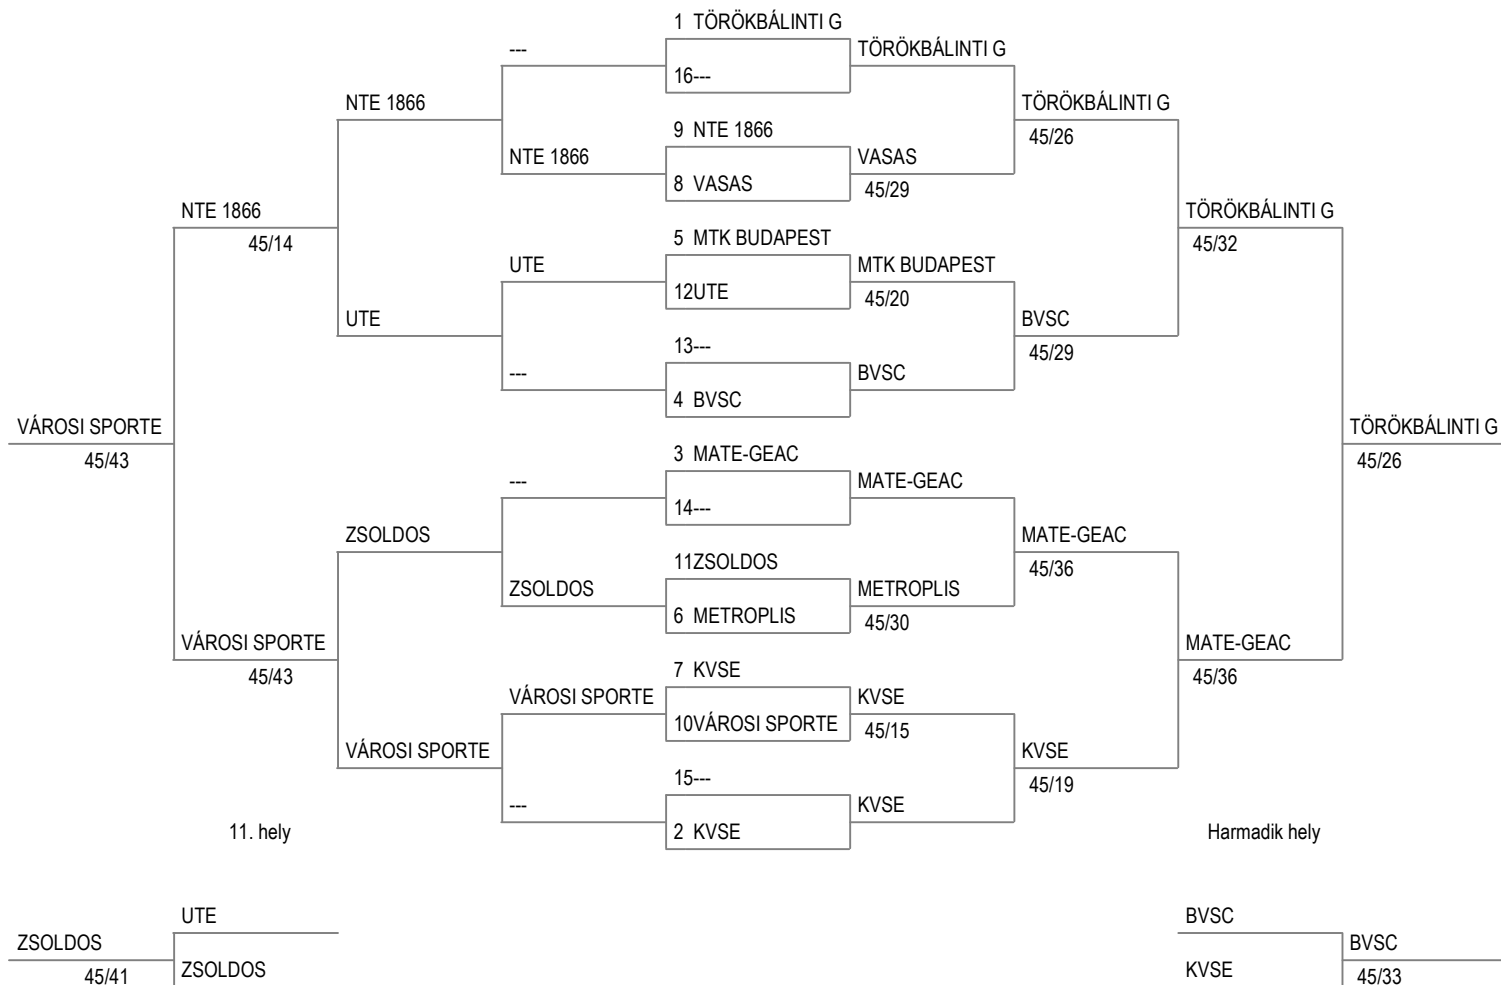 1 TÖRÖKBÁLINTI G
--- TÖRÖKBÁLINTI G
16---
NTE 1866 TÖRÖKBÁLINTI G
9 NTE 1866
45/26
NTE 1866 VASAS
8 VASAS 45/29
NTE 1866 TÖRÖKBÁLINTI G
5 MTK BUDAPEST
45/14 45/32
UTE MTK BUDAPEST
12UTE 45/20
UTE BVSC
13---
45/29
--- BVSC
4 BVSC
VÁROSI SPORTE TÖRÖKBÁLINTI G
3 MATE-GEAC
45/43 45/26
--- MATE-GEAC
14---
ZSOLDOS MATE-GEAC
11ZSOLDOS
45/36
ZSOLDOS METROPLIS
6 METROPLIS 45/30
VÁROSI SPORTE MATE-GEAC
7 KVSE
45/43 45/36
VÁROSI SPORTE KVSE
10VÁROSI SPORTE 45/15
VÁROSI SPORTE KVSE
15---
45/19
--- KVSE
11. hely 2 KVSE Harmadik hely
UTE BVSC
ZSOLDOS BVSC
ZSOLDOS KVSE
45/41 45/33